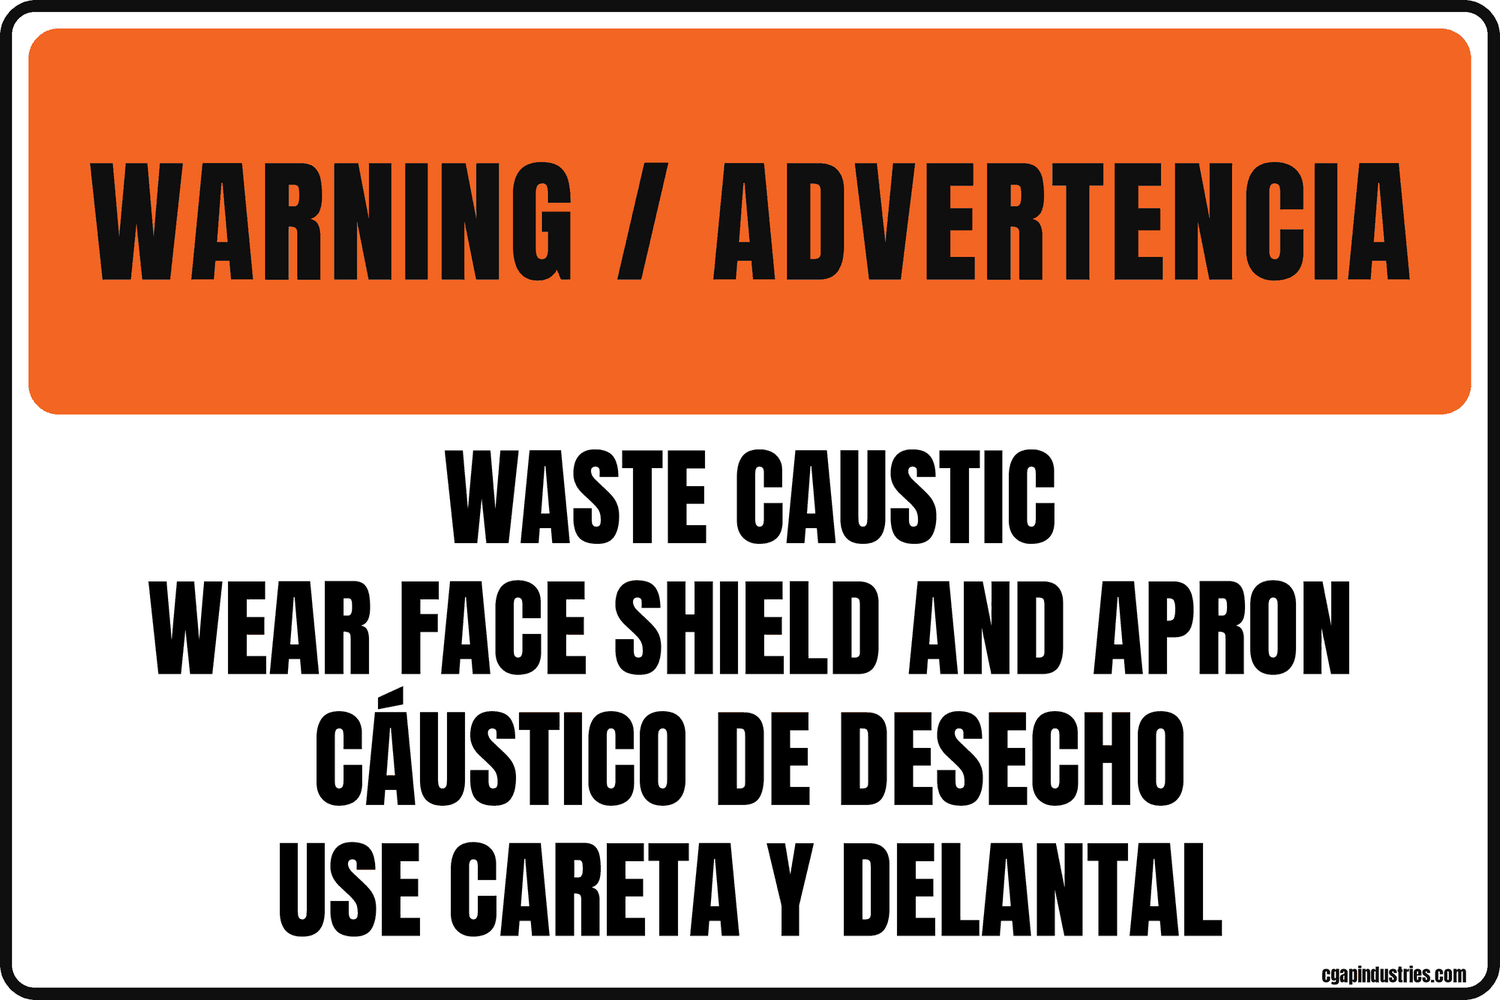 WARNING / ADVERTENCIA
WASTE CAUSTIC
WEAR FACE SHIELD AND APRON
CÁUSTICO DE DESECHO
USE CARETA Y DELANTAL
cgapindustries.com